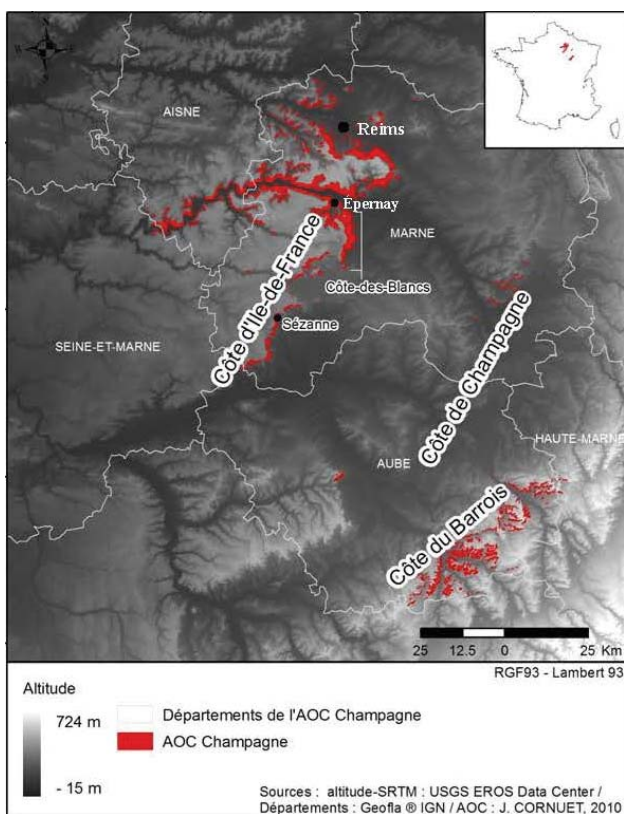 N
W
E
S
AISNE
Reims
Épernay
MARNE
Côte-des-Blancs
Côte d'Ile-de-France
Sézanne
SEINE-ET-MARNE
Côte de Champagne
HAUTE-MARNE
AUBE
Côte du Barrois
25 12.5 0 25 Km
RGF93 - Lambert 93
Altitude
724 m
- 15 m
Départements de l'AOC Champagne
AOC Champagne
Sources : altitude-SRTM : USGS EROS Data Center /
Départements : Geofla ® IGN / AOC : J. CORNUET, 2010